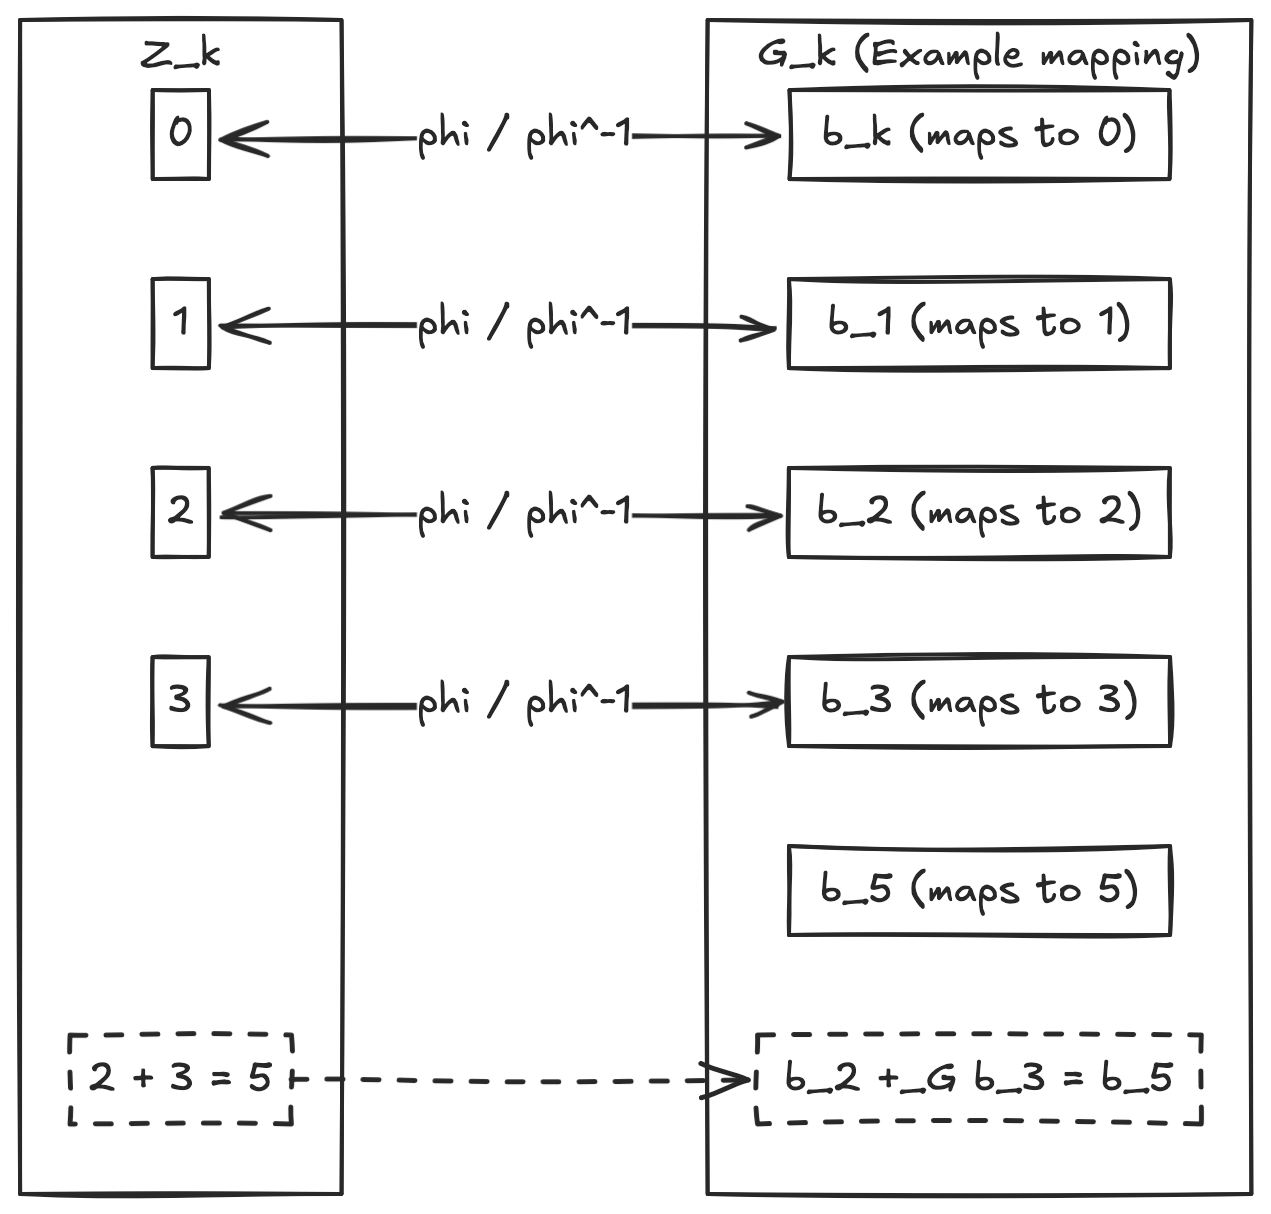 Z_k
G_k (Example mapping)
0
phi / phi^-1
b_k (maps to 0)
1
phi / phi^-1
b_1 (maps to 1)
2
phi / phi^-1
b_2 (maps to 2)
3
phi / phi^-1
b_3 (maps to 3)
b_5 (maps to 5)
2 + 3 = 5
b_2 +_G b_3 = b_5